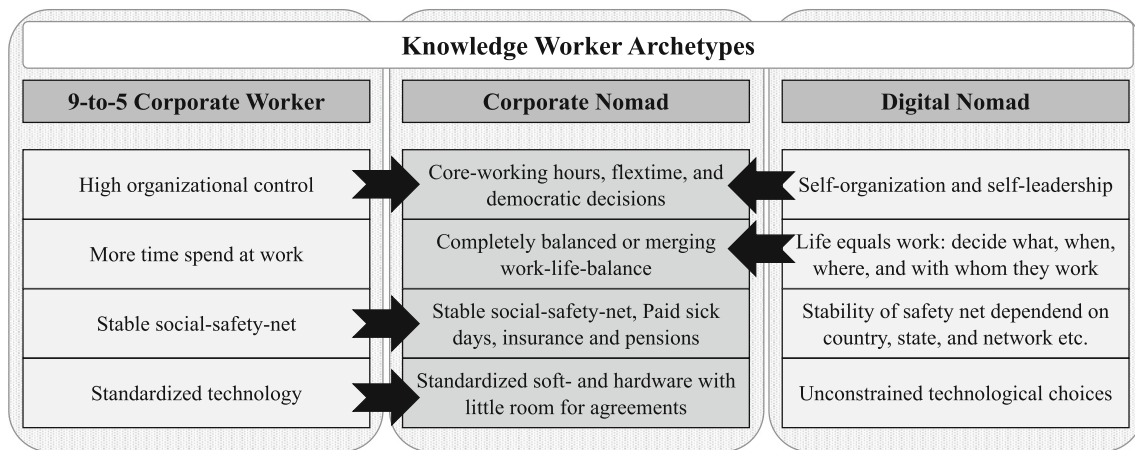 Knowledge Worker Archetypes
9-to-5 Corporate Worker
Corporate Nomad
Digital Nomad
High organizational control
Core-working hours, flextime, and
democratic decisions
Self-organization and self-leadership
More time spend at work
Completely balanced or merging
work-life-balance
Life equals work: decide what, when,
where, and with whom they work
Stable social-safety-net
Stable social-safety-net, Paid sick
days, insurance and pensions
Stability of safety net dependend on
country, state, and network etc.
Standardized technology
Standardized soft- and hardware with
little room for agreements
Unconstrained technological choices